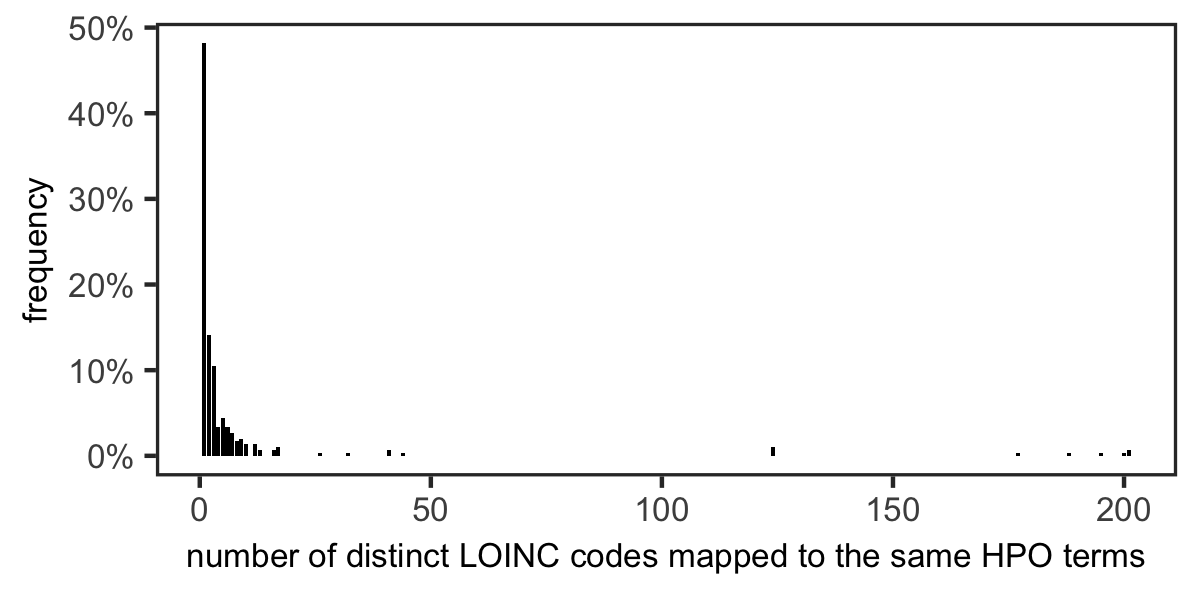 50%
40%
30%
20%
10%
0%
frequency
0 50 100 150 200
number of distinct LOINC codes mapped to the same HPO terms